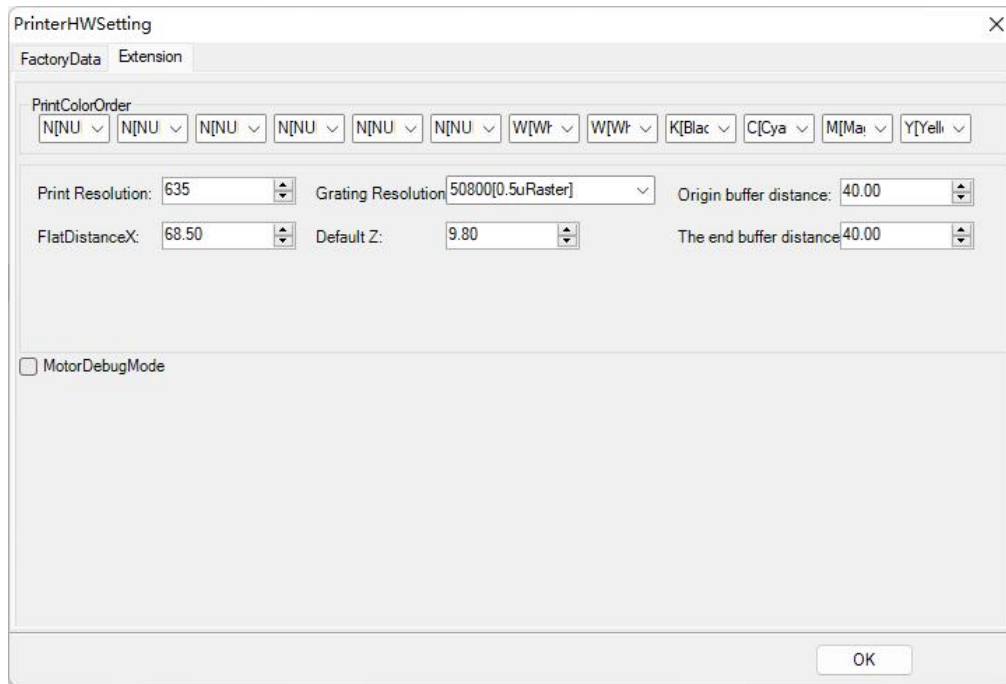 PrinterHWSetting
FactoryData Extension
PrintColorOrder
N[NU N[NU N[NU N[NU N[NU N[NU W[Wh W[Wh K[Blac C[Cya M[Mag Y[Yell
Print Resolution: 635 Grating Resolution 50800[0.5uRaster] Origin buffer distance: 40.00
FlatDistanceX: 68.50 Default Z: 9.80 The end buffer distance 40.00
MotorDebugMode
OK